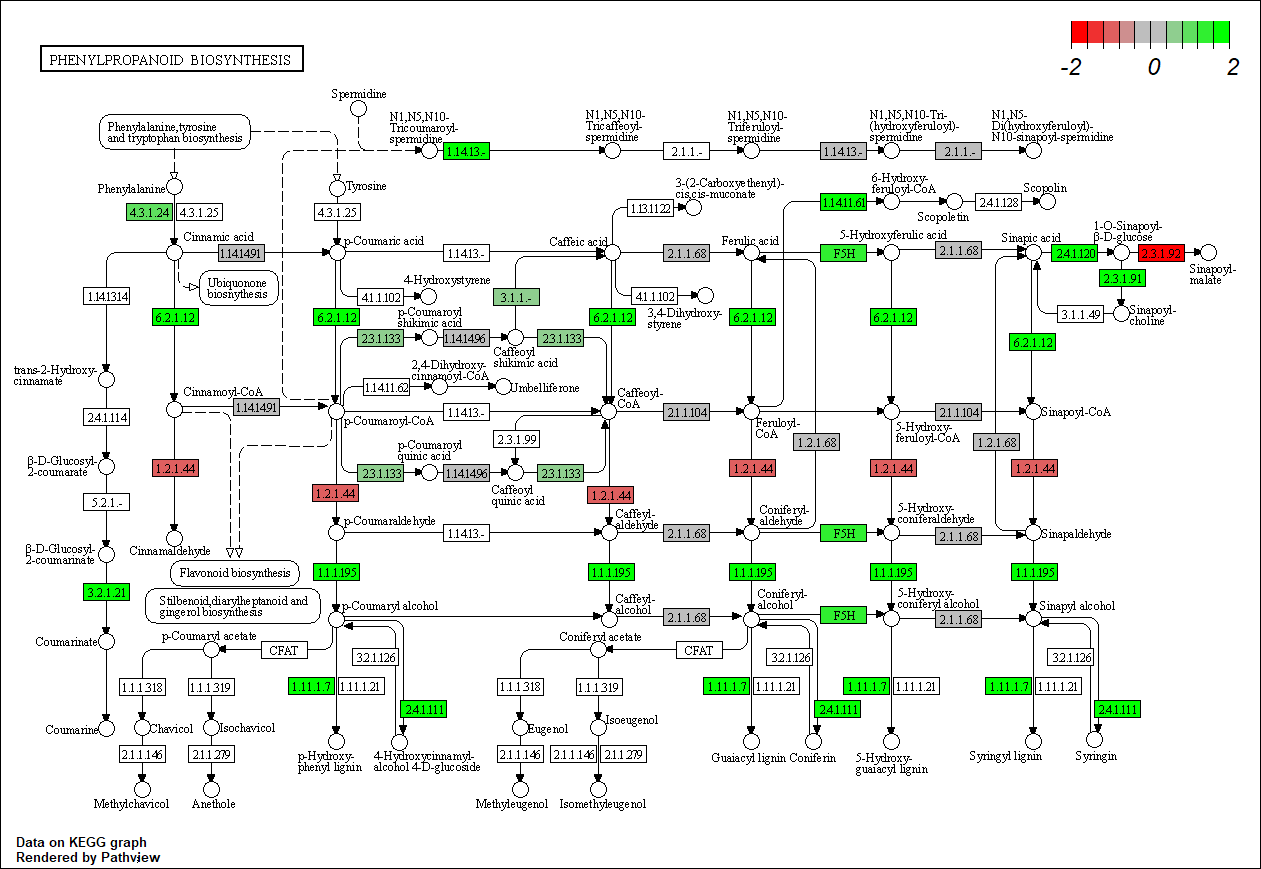 PHENYLPROPANOID BIOSYNTHESIS
-2 0 2
Spermidine
Phenylalanine,tyrosine
and tryptophan biosynthesis
N1,N5,N10-
Tricoumaroyl-
spermidine
1.14.13.-
N1,N5,N10-
Tricaffeoyl-
spermidine
2.1.1.-
N1,N5,N10-
Triferuloyl-
spermidine
1.14.13.-
N1,N5,N10-Tri-
(hydroxyferuloyl)-
spermidine
2.1.1.-
N1,N5-
Di(hydroxyferuloyl)-
N10-sinapoyl-spermidine
Phenylalanine
Tyrosine
3-(2-Carboxyethenyl)-
cis,cis-muconate
6-Hydroxy-
feruloyl-CoA
Scopolin
4.3.1.24
4.3.1.25
4.3.1.25
1.13.11.22
1.14.11.61
Scopoletin
2.4.1.128
Cinnamic acid
1.14.14.91
p-Coumaric acid
1.14.13.-
Caffeic acid
2.1.1.68
Ferulic acid
F5H
5-Hydroxyferulic acid
2.1.1.68
Sinapic acid
2.4.1.120
1-O-Sinapoyl-
β-D-glucose
2.3.1.92
Sinapoyl-
malate
2.3.1.91
Ubiquonone
biosnythesis
1.14.13.14
4-Hydroxystyrene
4.1.1.102
3.1.1.-
4.1.1.102
3,4-Dihydroxy-
styrene
3.1.1.49
Sinapoyl-
choline
6.2.1.12
6.2.1.12
6.2.1.12
6.2.1.12
6.2.1.12
6.2.1.12
p-Coumaroyl
shikimic acid
2.3.1.133
1.14.14.96
2.3.1.133
Caffeoyl
shikimic acid
trans-2-Hydroxy-
cinnamate
2,4-Dihydroxy-
cinnamoyl-CoA
1.14.11.62
Umbelliferone
Cinnamoyl-CoA
1.14.14.91
p-Coumaroyl-CoA
1.14.13.-
Caffeoyl-
CoA
2.1.1.104
Feruloyl-
CoA
5-Hydroxy-
feruloyl-CoA
2.1.1.104
Sinapoyl-CoA
2.4.1.114
2.3.1.99
2.1.1.68
2.1.1.68
β-D-Glucosyl-
2-coumarate
1.2.1.44
p-Coumaroyl
quinic acid
2.3.1.133
1.14.14.96
2.3.1.133
Caffeoyl
quinic acid
1.2.1.44
1.2.1.44
1.2.1.44
1.2.1.44
1.2.1.44
5.2.1.-
p-Coumaraldehyde
1.14.13.-
Caffeyl-
aldehyde
2.1.1.68
Coniferyl-
aldehyde
F5H
5-Hydroxy-
coniferaldehyde
2.1.1.68
Sinapaldehyde
β-D-Glucosyl-
2-coumarinate
Cinnamaldehyde
Flavonoid biosynthesis
1.1.1.195
1.1.1.195
1.1.1.195
1.1.1.195
1.1.1.195
3.2.1.21
Stilbenoid,diarylheptanoid and
gingerol biosynthesis
p-Coumaryl alcohol
Caffeyl-
alcohol
2.1.1.68
Coniferyl-
alcohol
F5H
5-Hydroxy-
coniferyl alcohol
2.1.1.68
Sinapyl alcohol
Coumarinate
p-Coumaryl acetate
CFAT
3.2.1.126
Coniferyl acetate
CFAT
3.2.1.126
3.2.1.126
1.1.1.318
1.1.1.319
1.11.1.7
1.11.1.21
1.1.1.318
1.1.1.319
1.11.1.7
1.11.1.21
1.11.1.7
1.11.1.21
1.11.1.7
1.11.1.21
2.4.1.111
2.4.1.111
2.4.1.111
Coumarine
Chavicol
Isochavicol
Eugenol
Isoeugenol
2.1.1.146
2.1.1.279
p-Hydroxy-
phenyl lignin
4-Hydroxycinnamyl-
alcohol 4-D-glucoside
2.1.1.146
2.1.1.146
2.1.1.279
Guaiacyl lignin
Coniferin
5-Hydroxy-
guaiacyl lignin
Syringyl lignin
Syringin
Methylchavicol
Anethole
Methyleugenol
Isomethyleugenol
Data on KEGG graph
Rendered by Pathview